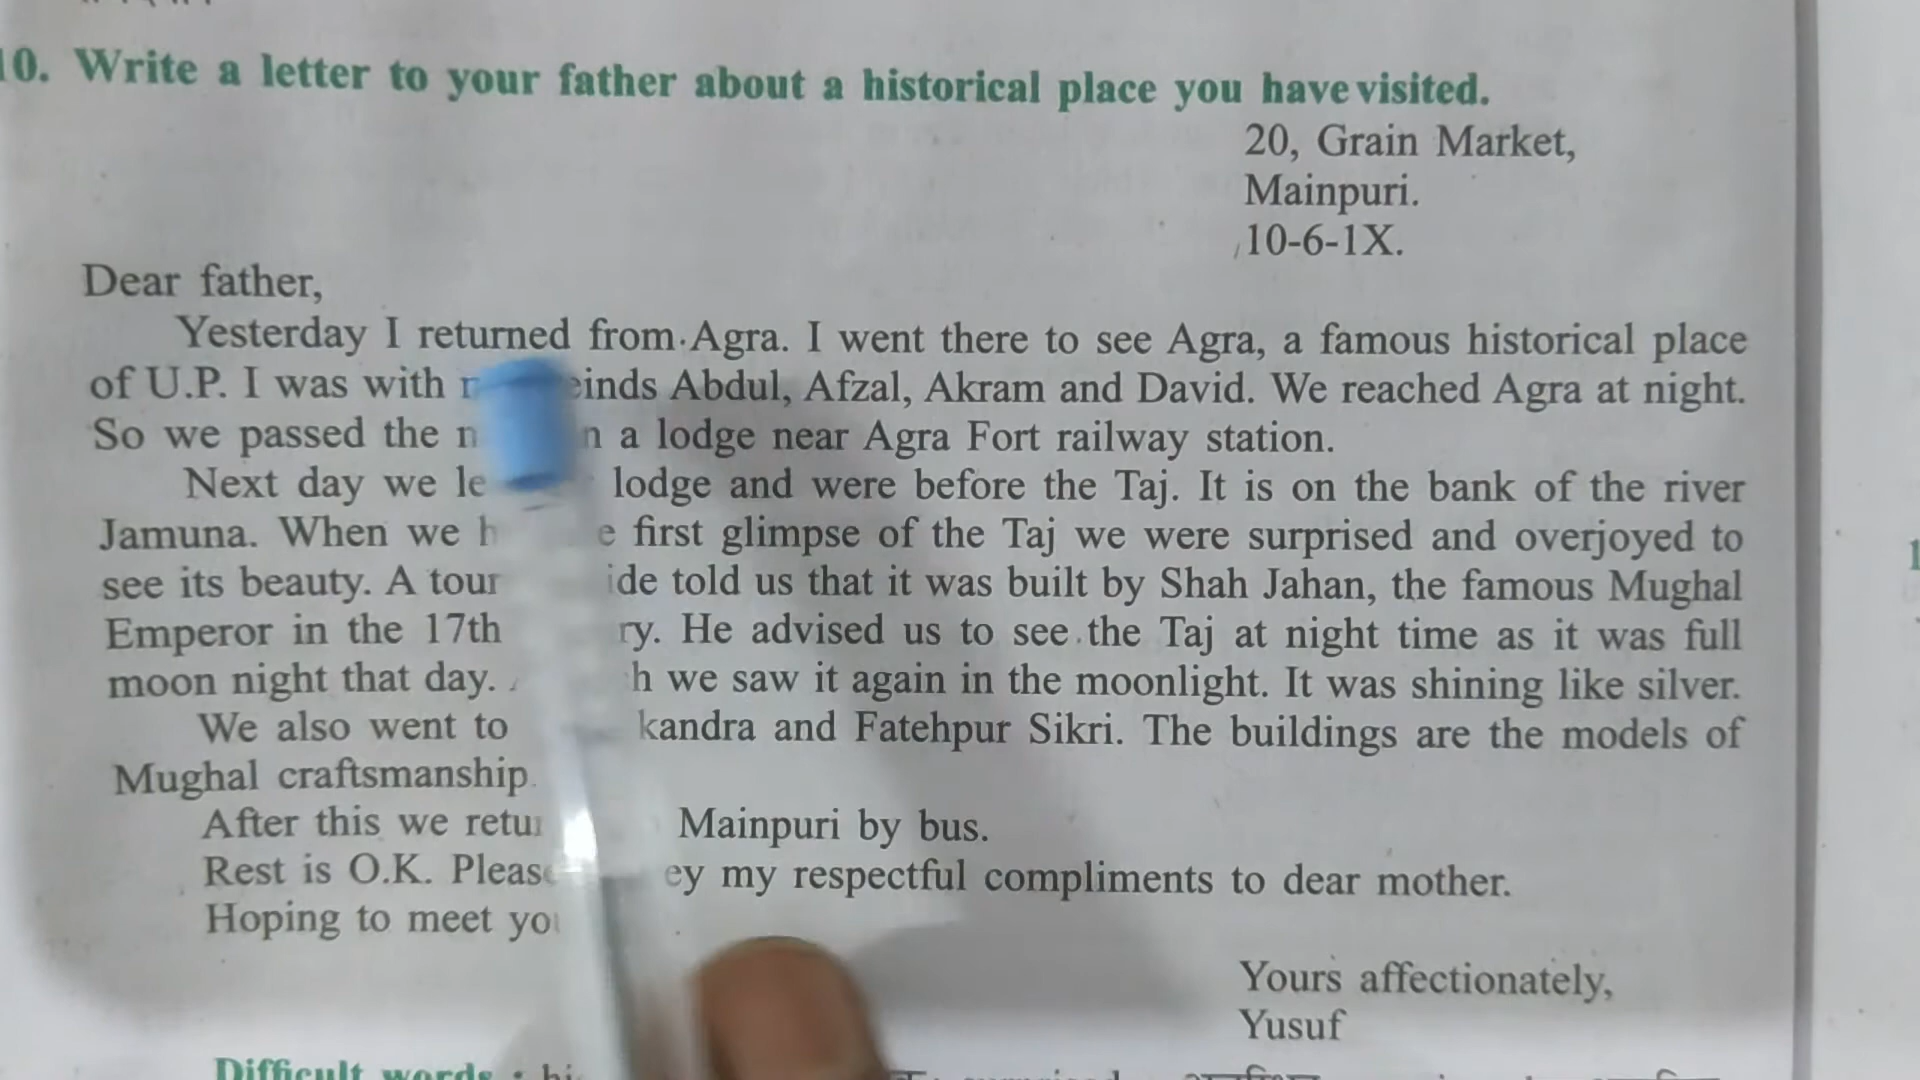 10. Write a letter to your father about a historical place you have visited.
20, Grain Market,
Mainpuri.
10-6-1X.
Dear father,
Yesterday I returned from Agra. I went there to see Agra, a famous historical place
of U.P. I was with Abdul, Afzal, Akram and David. We reached Agra at night.
So we passed the a lodge near Agra Fort railway station.
Next day we lodge and were before the Taj. It is on the bank of the river
Jamuna. When we first glimpse of the Taj we were surprised and overjoyed to
see its beauty. A told us that it was built by Shah Jahan, the famous Mughal
Emperor in the 17th He advised us to see the Taj at night time as it was full
moon night that day. we saw it again in the moonlight. It was shining like silver.
We also went to and Fatehpur Sikri. The buildings are the models of
Mughal craftsmanship.
After this we Mainpuri by bus.
Rest is O.K. Please my respectful compliments to dear mother.
Hoping to meet
Yours affectionately,
Yusuf
Difficult words :